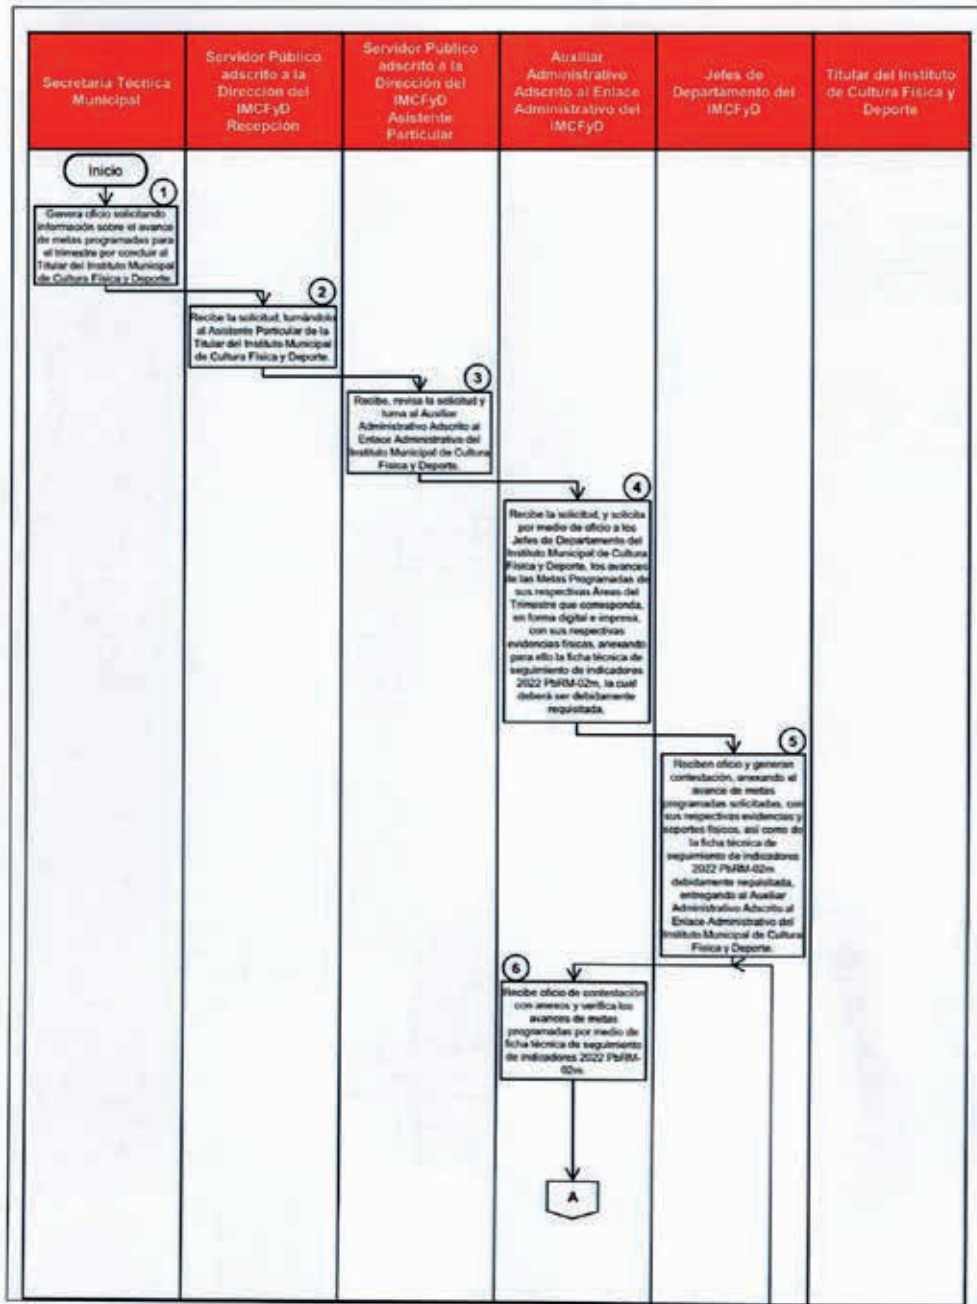 Secretaría Técnica
Municipal
Servidor Público
adscrito a la
Dirección del
IMCFyD
Recepción
Servidor Público
adscrito a la
Dirección del
IMCFyD
Asistente
Particular
Auxiliar
Administrativo
Adscrito al Enlace
Administrativo del
IMCFyD
Jefes de
Departamento del
IMCFyD
Titular del Instituto
de Cultura Física y
Deporte
Inicio
1
Genera oficio solicitando
información sobre el avance
de metas programadas para
el trimestre por concluir al
Titular del Instituto Municipal
de Cultura Física y Deporte.
2
Recibe la solicitud, turnándola
al Asistente Particular de la
Titular del Instituto Municipal
de Cultura Física y Deporte.
3
Recibe, revisa la solicitud y
turna al Auxiliar
Administrativo Adscrito al
Enlace Administrativo del
Instituto Municipal de Cultura
Física y Deporte.
4
Recibe la solicitud, y solicita
por medio de oficio a los
Jefes de Departamento del
Instituto Municipal de Cultura
Física y Deporte, los avances
de las Metas Programadas de
sus respectivas Áreas del
Trimestre que corresponda,
en forma digital e impresa,
con sus respectivas
evidencias físicas, anexando
para ello la ficha técnica de
seguimiento de indicadores
2022 PbRM-02m, la cual
deberá ser debidamente
requisitada.
5
Reciben oficio y generan
contestación, anexando el
avance de metas
programadas solicitadas, con
sus respectivas evidencias y
soportes físicos, así como de
la ficha técnica de
seguimiento de indicadores
2022 PbRM-02m
debidamente requisitada,
entregando al Auxiliar
Administrativo Adscrito al
Enlace Administrativo del
Instituto Municipal de Cultura
Física y Deporte.
6
Recibe oficio de contestación
con anexos y verifica los
avances de metas
programadas por medio de
ficha técnica de seguimiento
de indicadores 2022 PbRM-
02m.
A